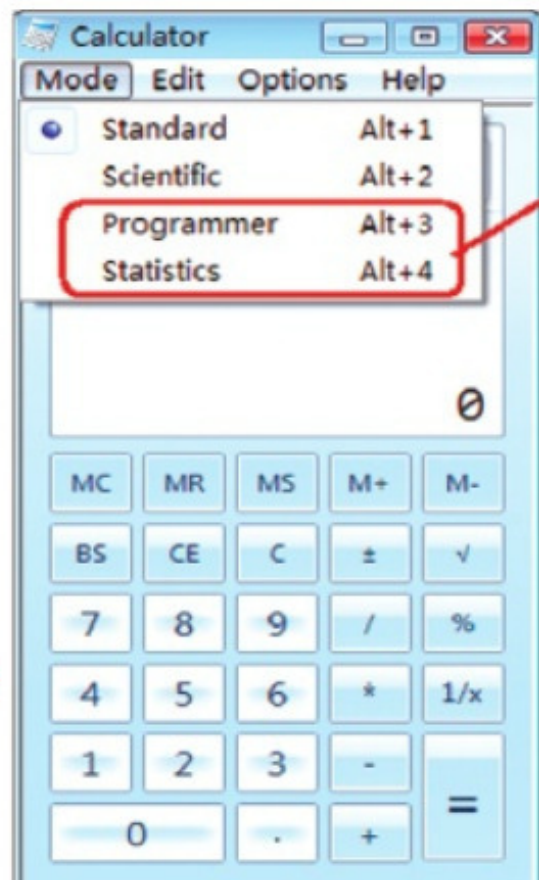 Calculator
Mode Edit Options Help
Standard Alt+1
Scientific Alt+2
Programmer Alt+3
Statistics Alt+4
0
MC MR MS M+ M-
BS CE C ± √
7 8 9 / %
4 5 6 * 1/x
1 2 3 - =
0 . +